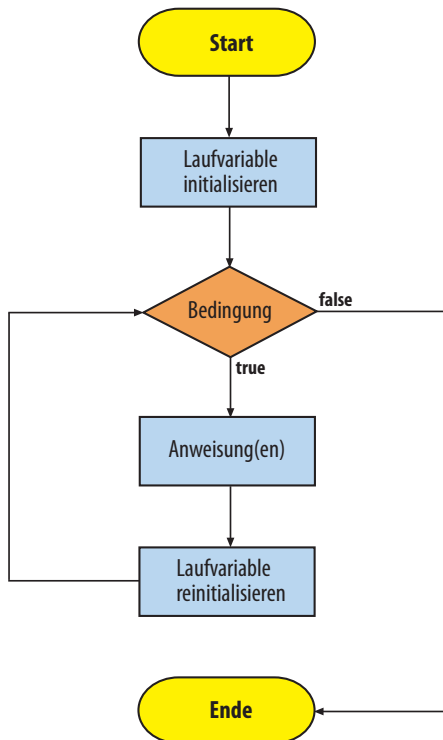 Start
Laufvariable
initialisieren
Bedingung
false
true
Anweisung(en)
Laufvariable
reinitialisieren
Ende